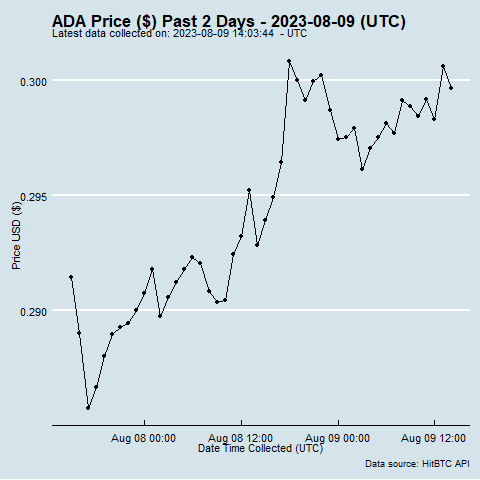 ADA Price ($) Past 2 Days - 2023-08-09 (UTC)
Latest data collected on: 2023-08-09 14:03:44 - UTC
0.300
0.295
0.290
Price USD ($)
Aug 08 00:00 Aug 08 12:00 Aug 09 00:00 Aug 09 12:00
Date Time Collected (UTC)
Data source: HitBTC API